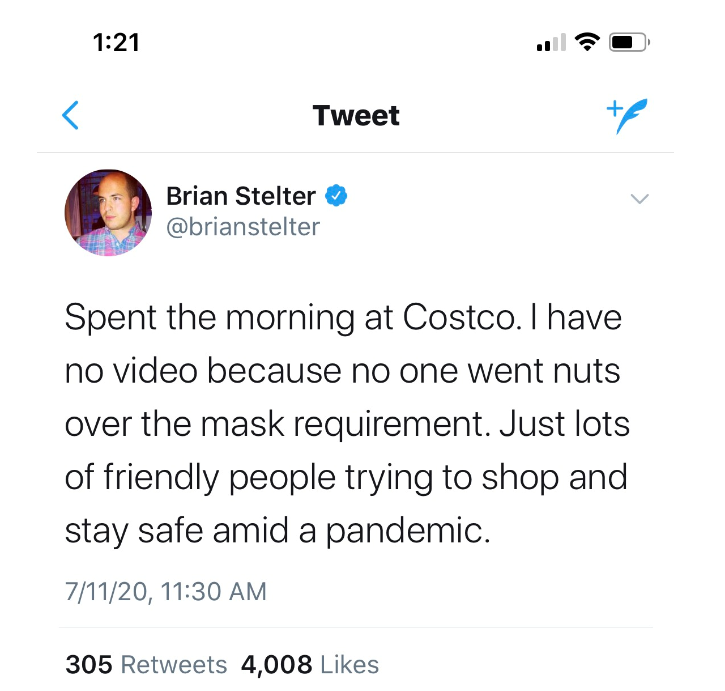 1:21
Tweet
Brian Stelter
@brianstelter
Spent the morning at Costco. I have
no video because no one went nuts
over the mask requirement. Just lots
of friendly people trying to shop and
stay safe amid a pandemic.
7/11/20, 11:30 AM
305 Retweets 4,008 Likes